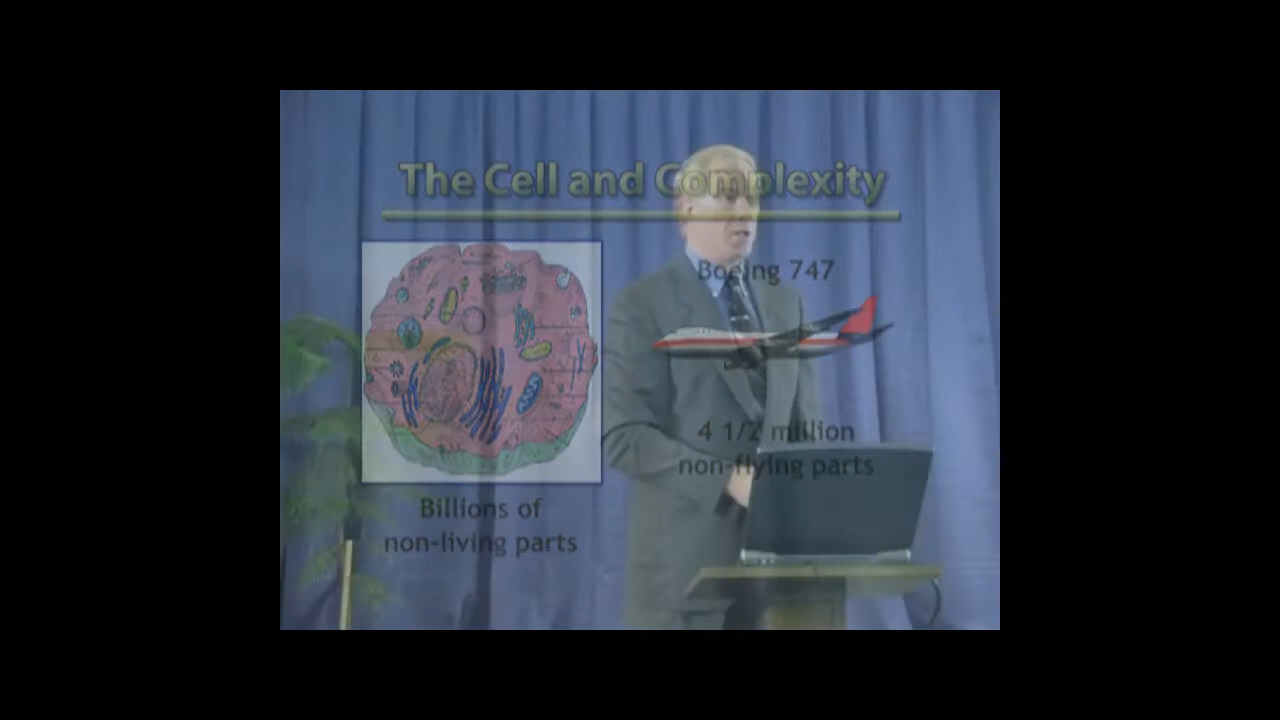 The Cell and Complexity
Boeing 747
4 1/2 million
non-flying parts
Billions of
non-living parts